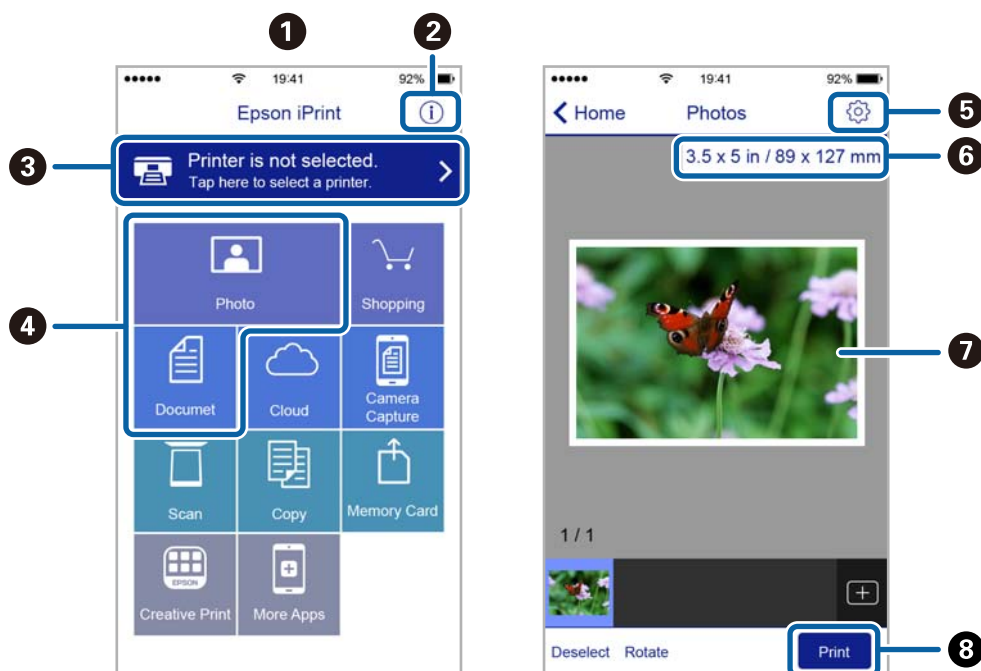 1
2
19:41
92%
Epson iPrint
3
Printer is not selected.
Tap here to select a printer.
4
Photo
Shopping
Documet
Cloud
Camera
Capture
Scan
Copy
Memory Card
EPSON
Creative Print
More Apps
19:41
92%
Home
Photos
5
3.5 x 5 in / 89 x 127 mm
6
7
1 / 1
Deselect
Rotate
Print
8